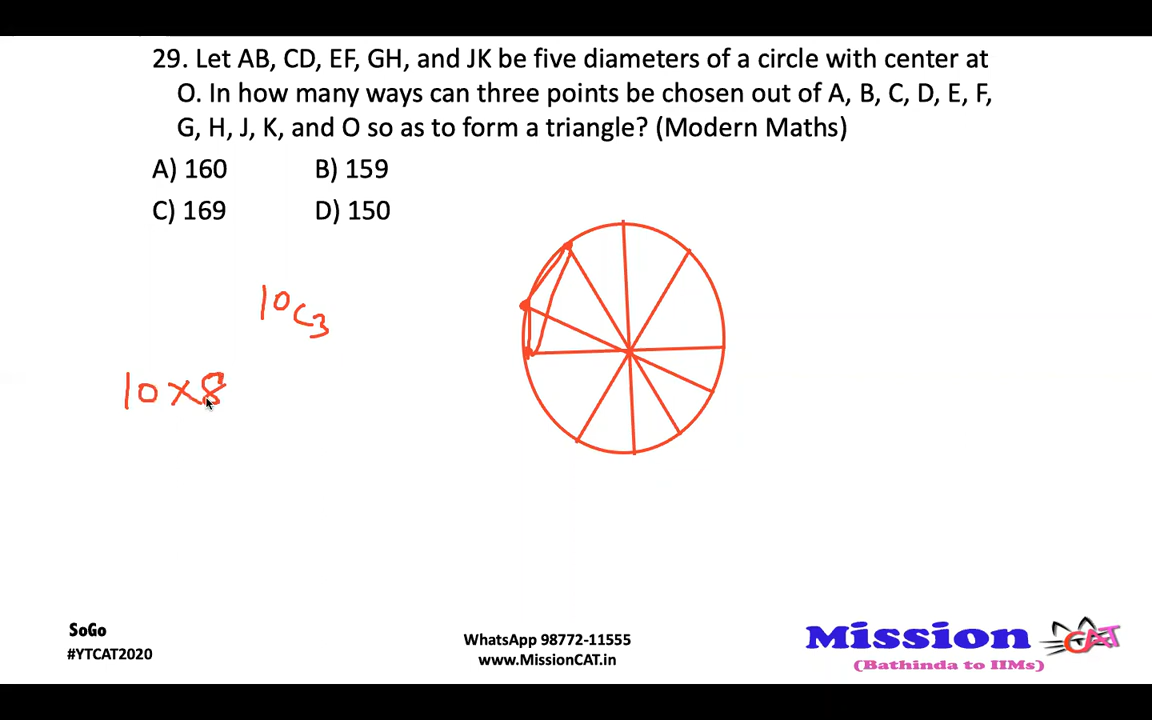 29. Let AB, CD, EF, GH, and JK be five diameters of a circle with center at
O. In how many ways can three points be chosen out of A, B, C, D, E, F,
G, H, J, K, and O so as to form a triangle? (Modern Maths)
A) 160 B) 159
C) 169 D) 150
10C3
10×8
SoGo
#YTCAT2020
WhatsApp 98772-11555
www.MissionCAT.in
Mission CAT
(Bathinda to IIMs)